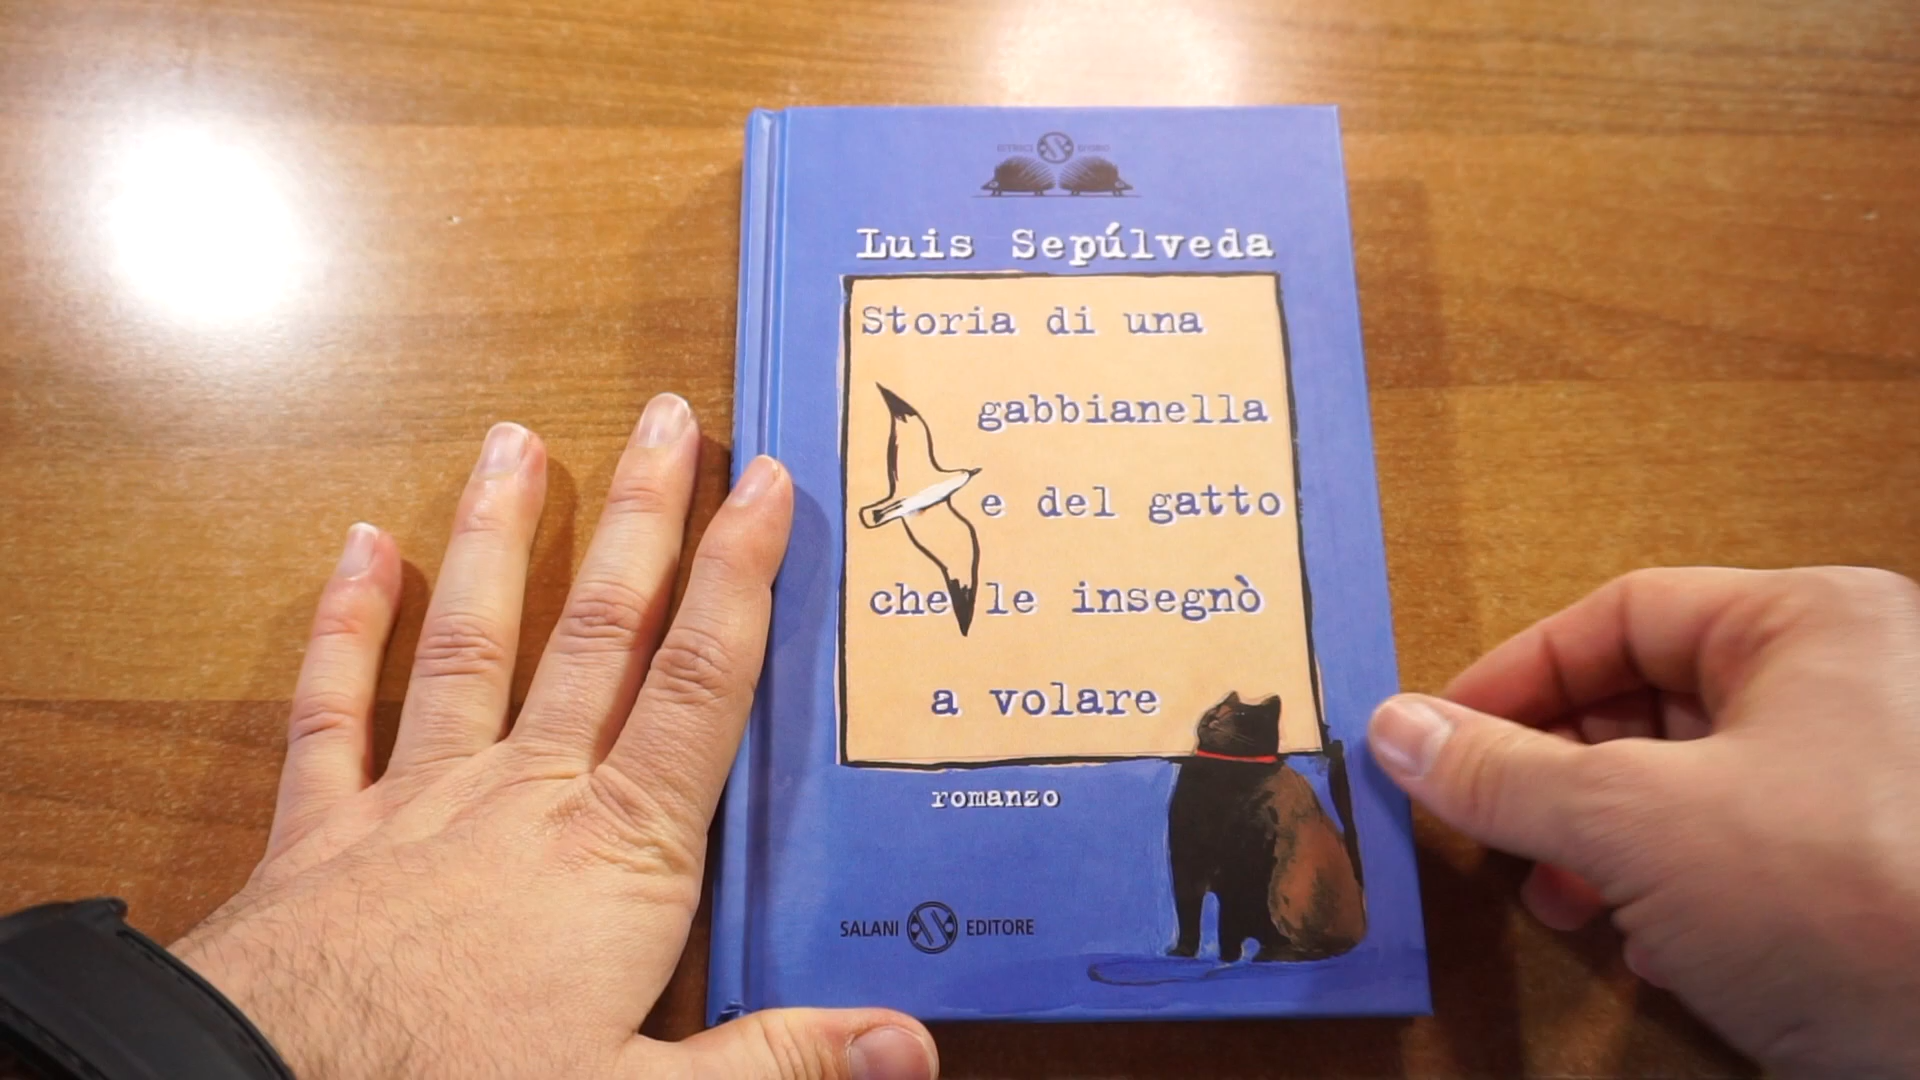 Luis Sepúlveda
Storia di una
gabbianella
e del gatto
che le insegnò
a volare
romanzo
SALANI EDITORE